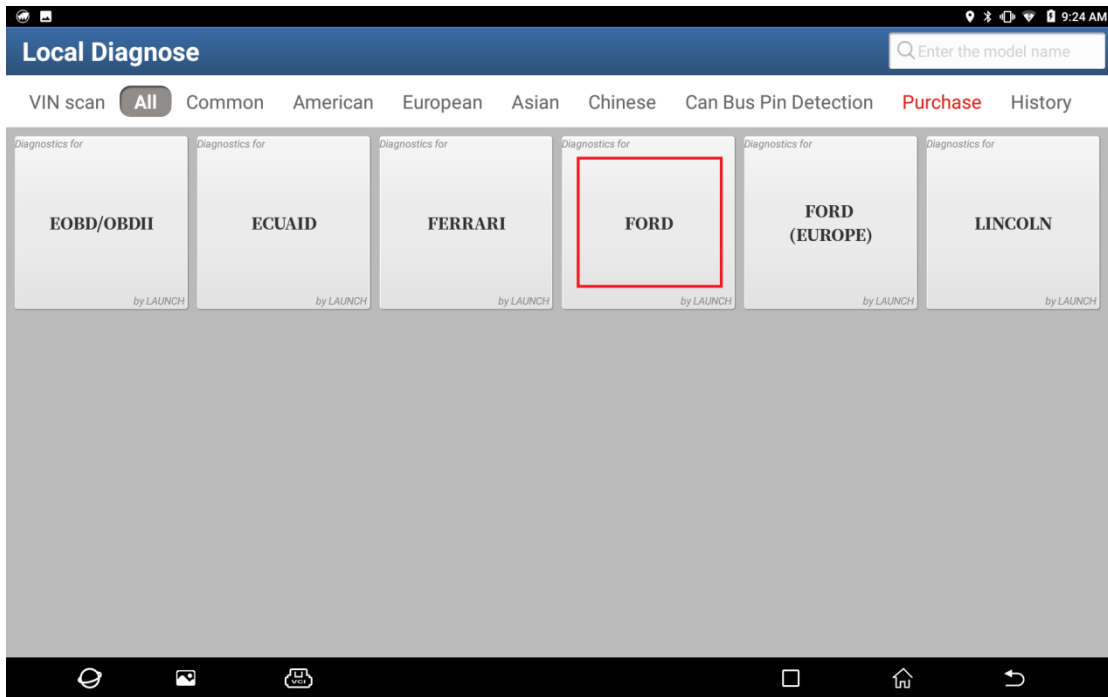 9:24 AM
Local Diagnose
Enter the model name
VIN scan All Common American European Asian Chinese Can Bus Pin Detection Purchase History
Diagnostics for
EOBD/OBDII
by LAUNCH
Diagnostics for
ECUAID
by LAUNCH
Diagnostics for
FERRARI
by LAUNCH
Diagnostics for
FORD
by LAUNCH
Diagnostics for
FORD
(EUROPE)
by LAUNCH
Diagnostics for
LINCOLN
by LAUNCH
VCI